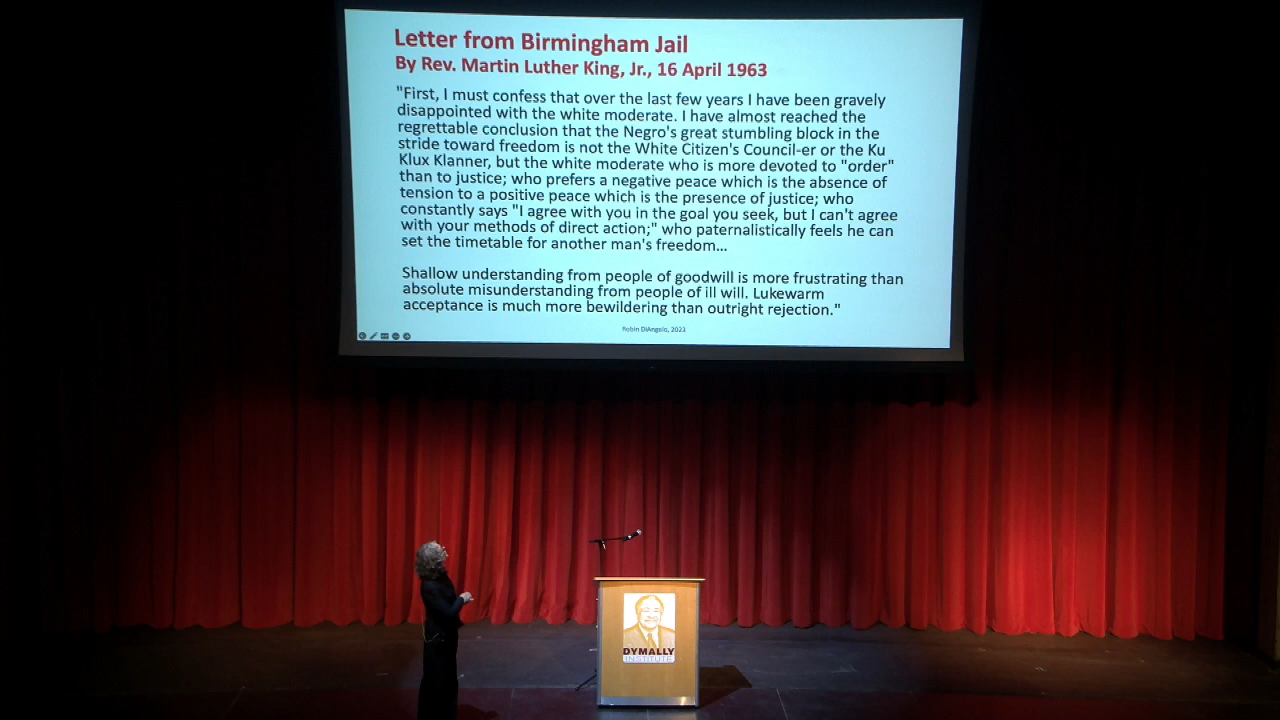 Letter from Birmingham Jail
By Rev. Martin Luther King, Jr., 16 April 1963
"First, I must confess that over the last few years I have been gravely
disappointed with the white moderate. I have almost reached the
regrettable conclusion that the Negro's great stumbling block in the
stride toward freedom is not the White Citizen's Council-er or the Ku
Klux Klanner, but the white moderate who is more devoted to "order"
than to justice; who prefers a negative peace which is the absence of
tension to a positive peace which is the presence of justice; who
constantly says "I agree with you in the goal you seek, but I can't agree
with your methods of direct action;" who paternalistically feels he can
set the timetable for another man's freedom...
Shallow understanding from people of goodwill is more frustrating than
absolute misunderstanding from people of ill will. Lukewarm
acceptance is much more bewildering than outright rejection."
Robin DiAngelo, 2023
DYMALLY
INSTITUTE